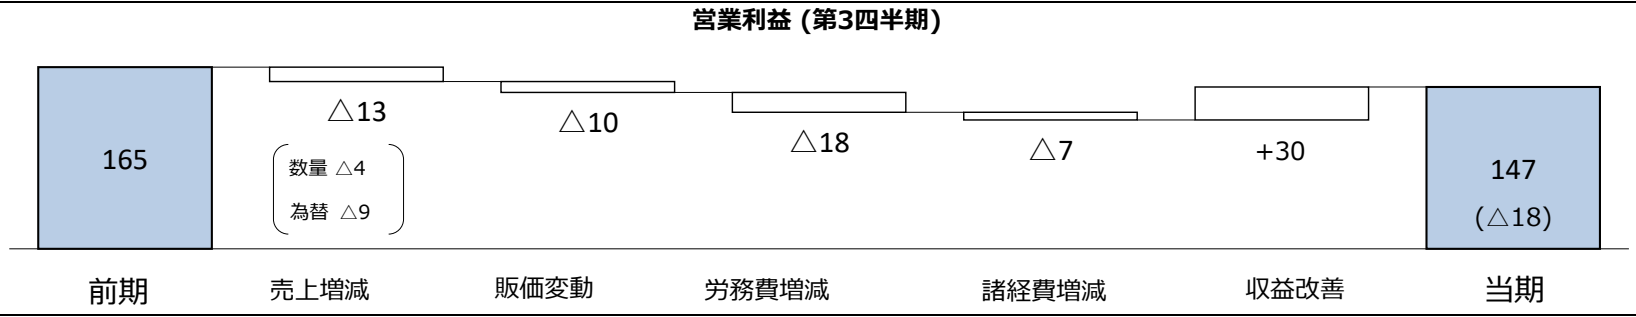 営業利益 (第3四半期)
165
△13
数量 △4
為替 △9
△10
△18
△7
+30
147
(△18)
前期
売上増減
販価変動
労務費増減
諸経費増減
収益改善
当期